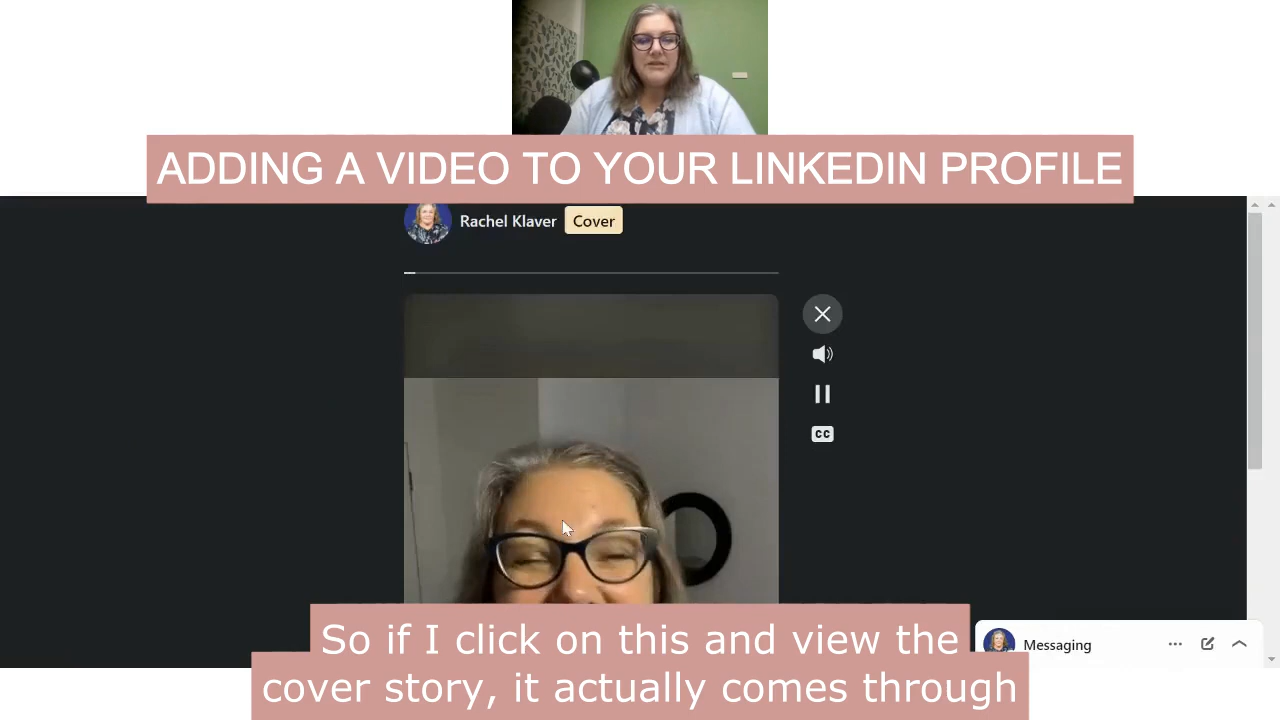 ADDING A VIDEO TO YOUR LINKEDIN PROFILE
Rachel Klaver Cover
CC
So if I click on this and view the
cover story, it actually comes through
Messaging